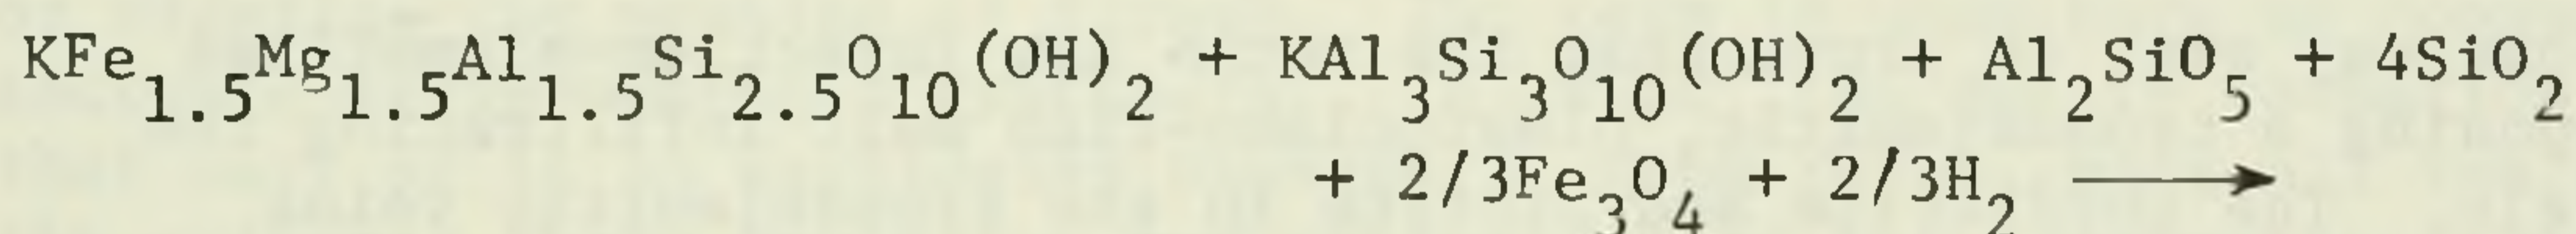 KFe₁.₅Mg₁.₅Al₁.₅Si₂.₅O₁₀(OH)₂ + KAl₃Si₃O₁₀(OH)₂ + Al₂SiO₅ + 4SiO₂
+ 2/3Fe₃O₄ + 2/3H₂ ⟶